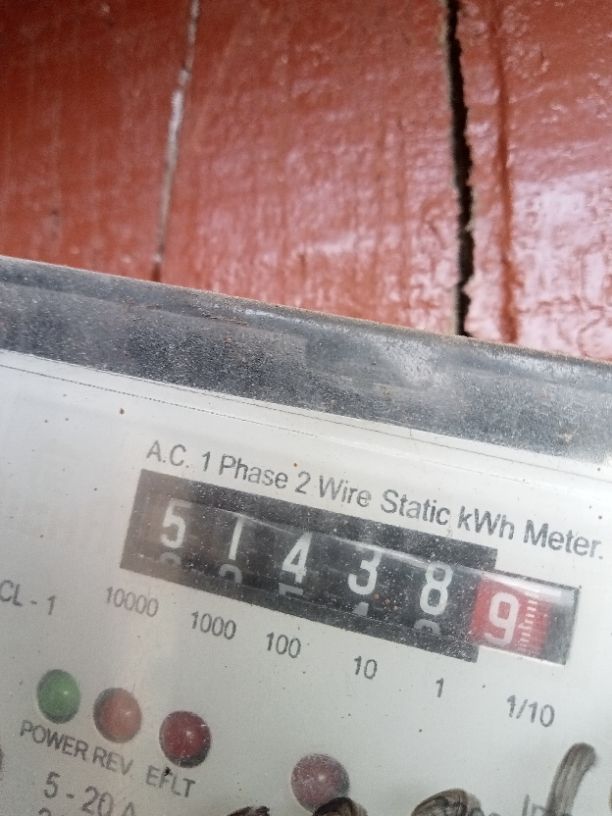 A.C. 1 Phase 2 Wire Static kWh Meter.
5 1 4 3 8 9
CL - 1
10000 1000 100 10 1 1/10
POWER REV EFLT
5 - 20 A